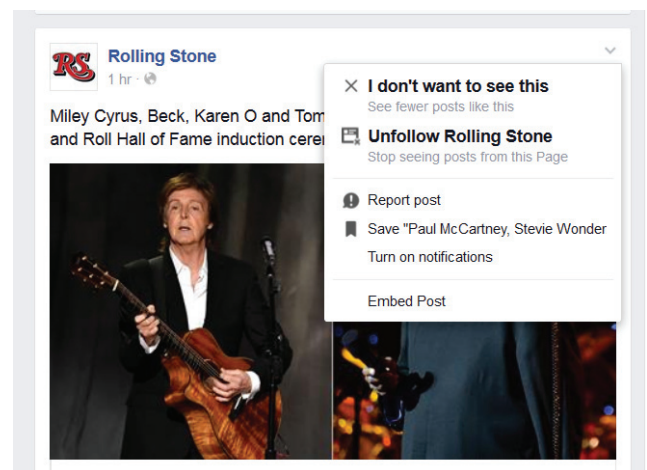 RS
Rolling Stone
1 hr ·
Miley Cyrus, Beck, Karen O and Tom
and Roll Hall of Fame induction cere
I don't want to see this
See fewer posts like this
Unfollow Rolling Stone
Stop seeing posts from this Page
Report post
Save "Paul McCartney, Stevie Wonder
Turn on notifications
Embed Post